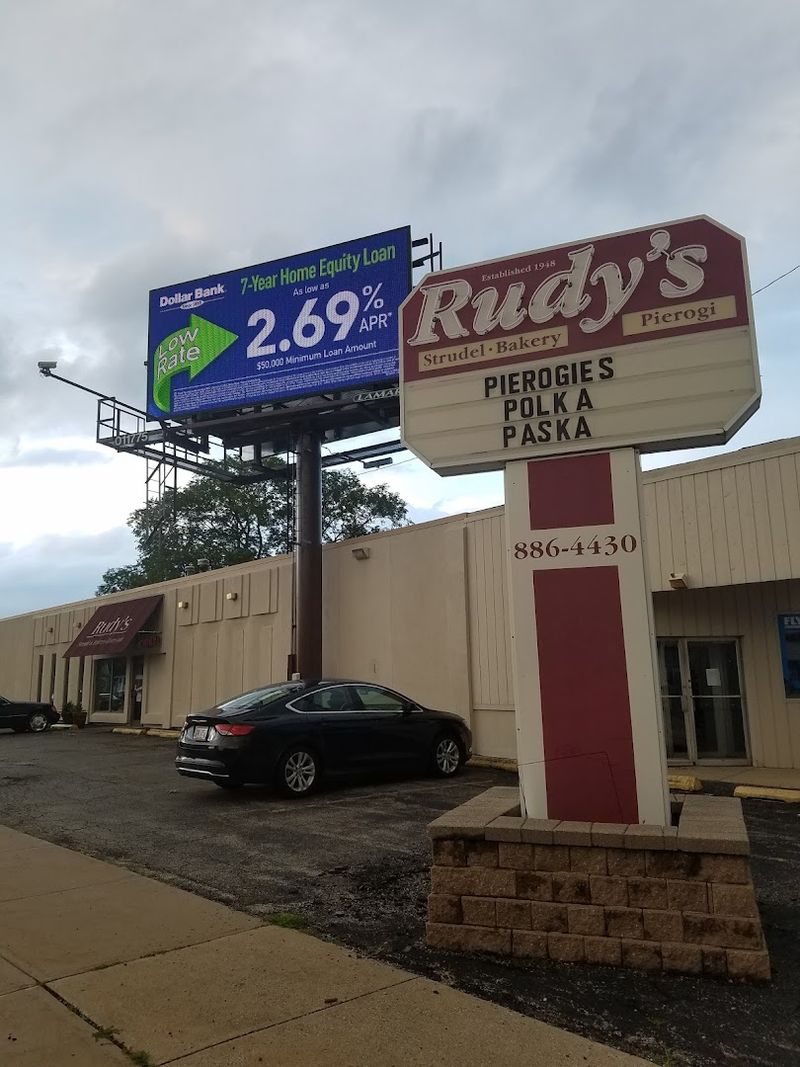 Dollar Bank
7-Year Home Equity Loan
As low as
2.69% APR*
$50,000 Minimum Loan Amount
Low
Rate
LAMAR
011775
Established 1948
Rudy's
Strudel · Bakery
Pierogi
PIEROGIES
POLKA
PASKA
886-4430
Rudy's